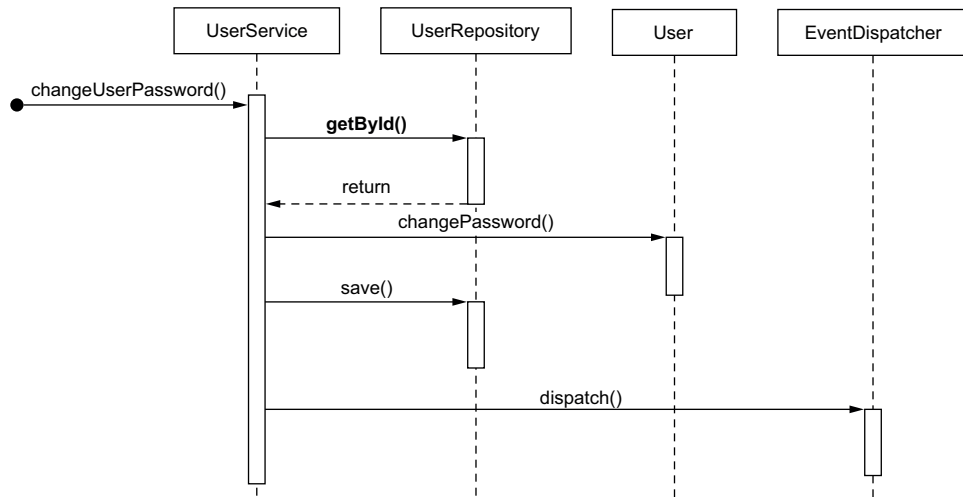 UserService
UserRepository
User
EventDispatcher
changeUserPassword()
getById()
return
changePassword()
save()
dispatch()